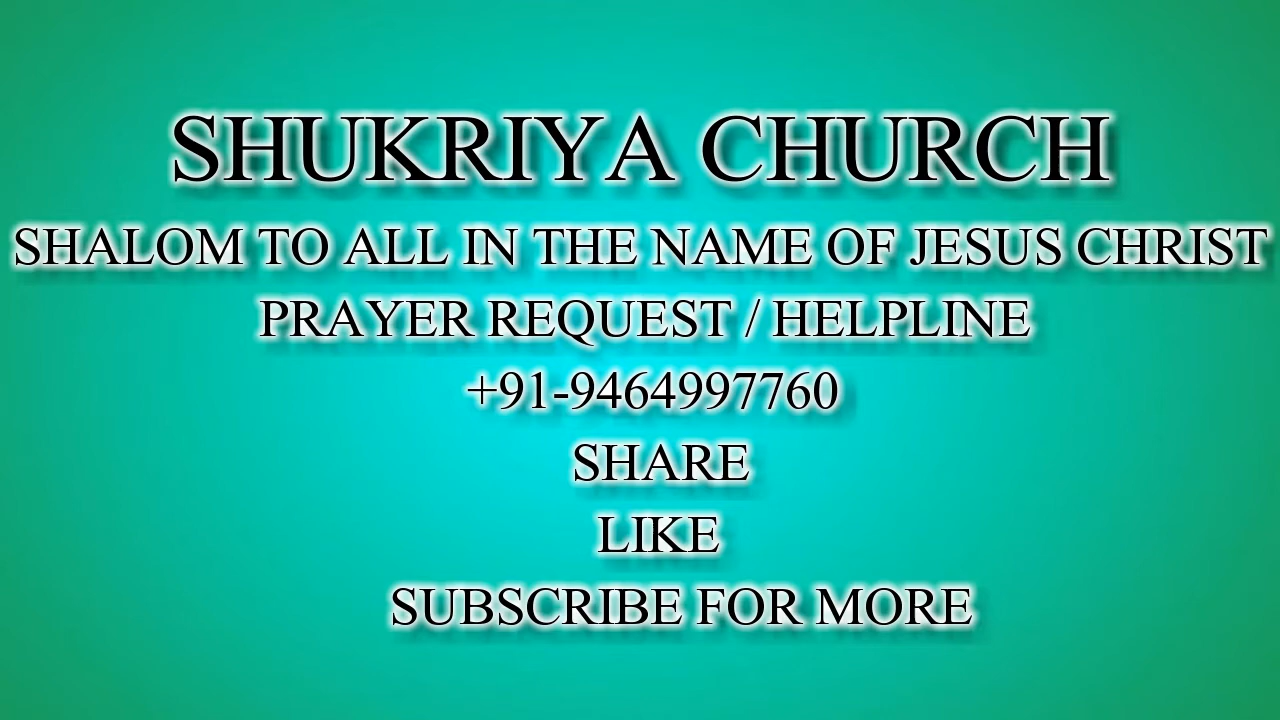 SHUKRIYA CHURCH
SHALOM TO ALL IN THE NAME OF JESUS CHRIST
PRAYER REQUEST / HELPLINE
+91-9464997760
SHARE
LIKE
SUBSCRIBE FOR MORE